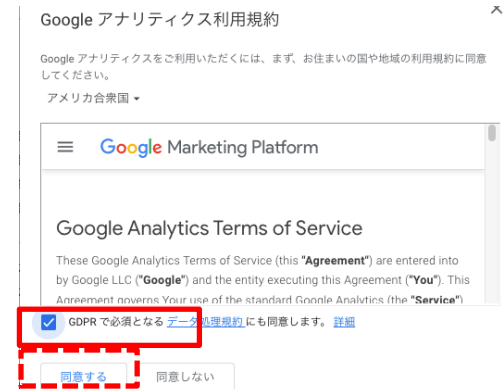 Google アナリティクス利用規約
Google アナリティクスをご利用いただくには、まず、お住まいの国や地域の利用規約に同意
してください。
アメリカ合衆国
Google Marketing Platform
Google Analytics Terms of Service
These Google Analytics Terms of Service (this "Agreement") are entered into
by Google LLC ("Google") and the entity executing this Agreement ("You"). This
Agreement governs Your use of the standard Google Analytics (the "Service")
GDPR で必須となる データ処理規約 にも同意します。 詳細
同意する 同意しない